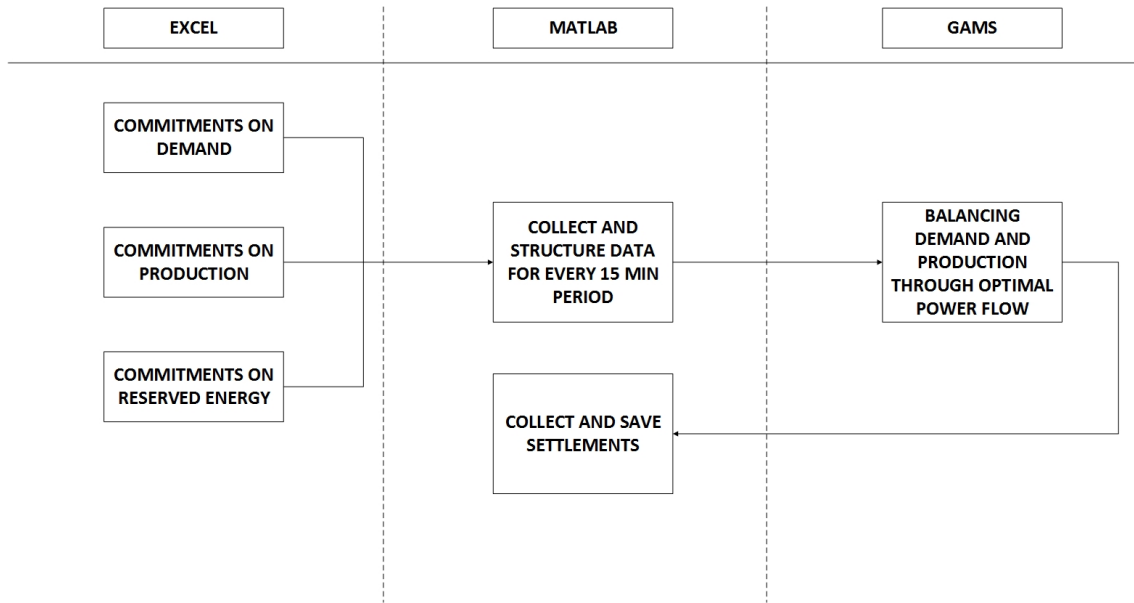 EXCEL
MATLAB
GAMS
COMMITMENTS ON
DEMAND
COMMITMENTS ON
PRODUCTION
COMMITMENTS ON
RESERVED ENERGY
COLLECT AND
STRUCTURE DATA
FOR EVERY 15 MIN
PERIOD
COLLECT AND SAVE
SETTLEMENTS
BALANCING
DEMAND AND
PRODUCTION
THROUGH OPTIMAL
POWER FLOW